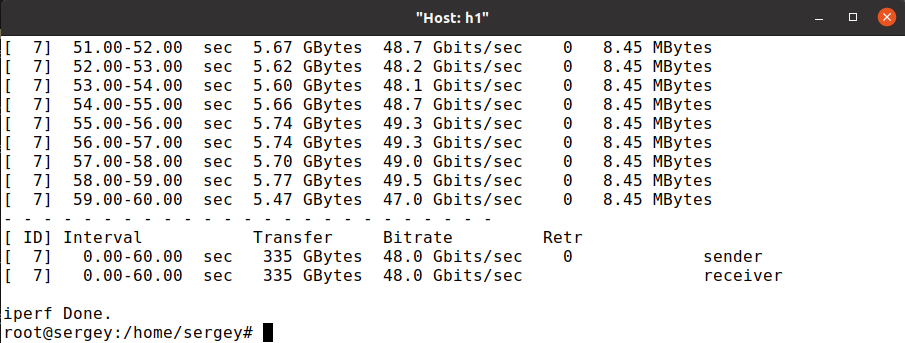 "Host: h1"
[  7]  51.00-52.00  sec  5.67 GBytes  48.7 Gbits/sec    0   8.45 MBytes
[  7]  52.00-53.00  sec  5.62 GBytes  48.2 Gbits/sec    0   8.45 MBytes
[  7]  53.00-54.00  sec  5.60 GBytes  48.1 Gbits/sec    0   8.45 MBytes
[  7]  54.00-55.00  sec  5.66 GBytes  48.7 Gbits/sec    0   8.45 MBytes
[  7]  55.00-56.00  sec  5.74 GBytes  49.3 Gbits/sec    0   8.45 MBytes
[  7]  56.00-57.00  sec  5.74 GBytes  49.3 Gbits/sec    0   8.45 MBytes
[  7]  57.00-58.00  sec  5.70 GBytes  49.0 Gbits/sec    0   8.45 MBytes
[  7]  58.00-59.00  sec  5.77 GBytes  49.5 Gbits/sec    0   8.45 MBytes
[  7]  59.00-60.00  sec  5.47 GBytes  47.0 Gbits/sec    0   8.45 MBytes
- - - - - - - - - - - - - - - - - - - - - - - - -
[ ID] Interval           Transfer     Bitrate         Retr
[  7]   0.00-60.00  sec   335 GBytes  48.0 Gbits/sec    0             sender
[  7]   0.00-60.00  sec   335 GBytes  48.0 Gbits/sec                  receiver
iperf Done.
root@sergey:/home/sergey#